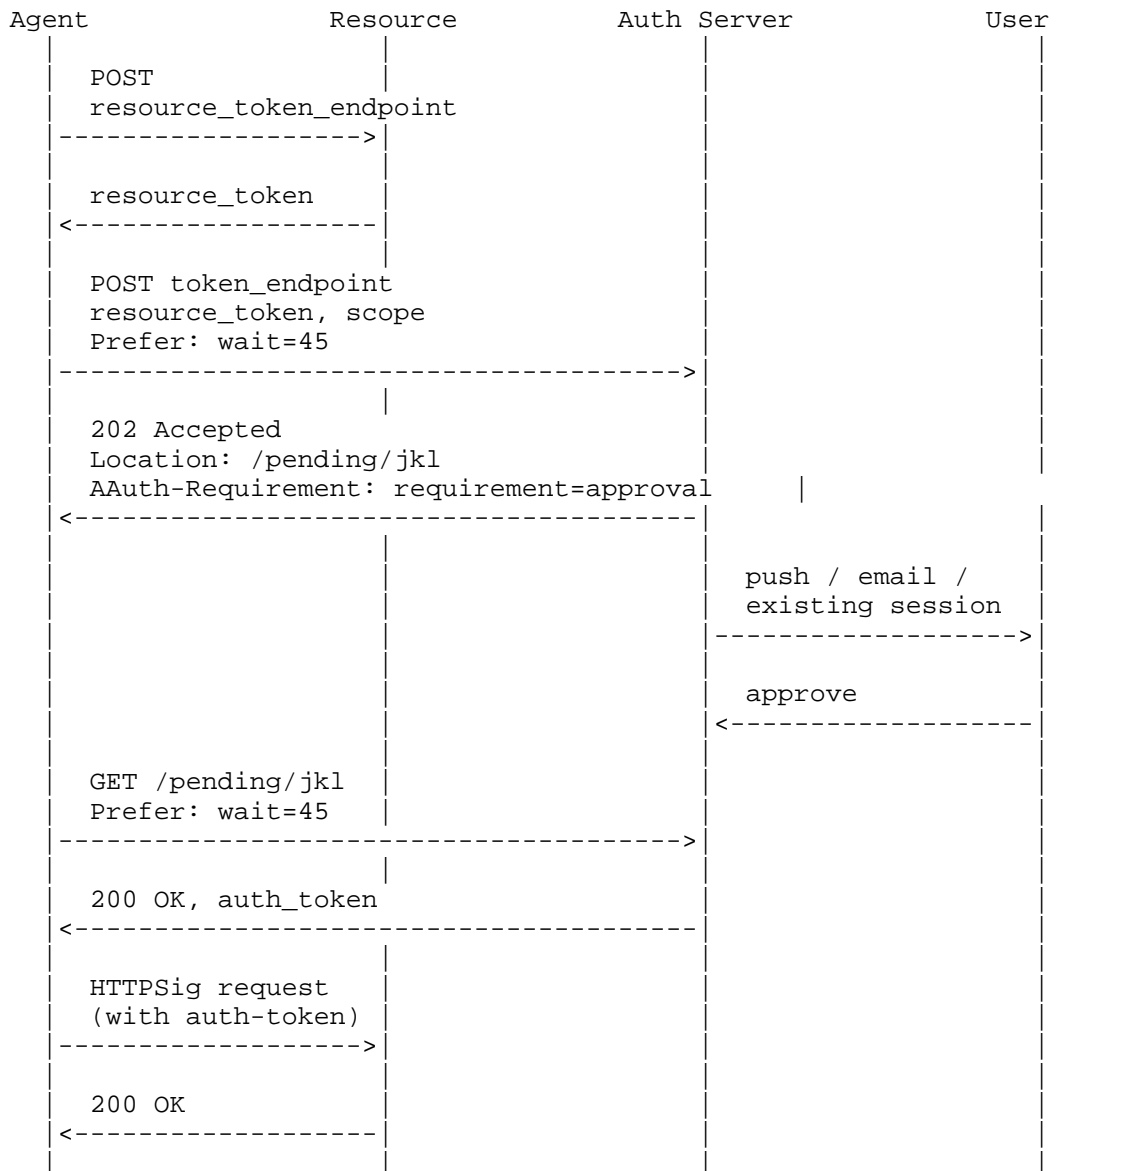 Agent Resource Auth Server User
POST
resource_token_endpoint
resource_token
POST token_endpoint
resource_token, scope
Prefer: wait=45
202 Accepted
Location: /pending/jkl
AAuth-Requirement: requirement=approval
push / email /
existing session
approve
GET /pending/jkl
Prefer: wait=45
200 OK, auth_token
HTTPSig request
(with auth-token)
200 OK